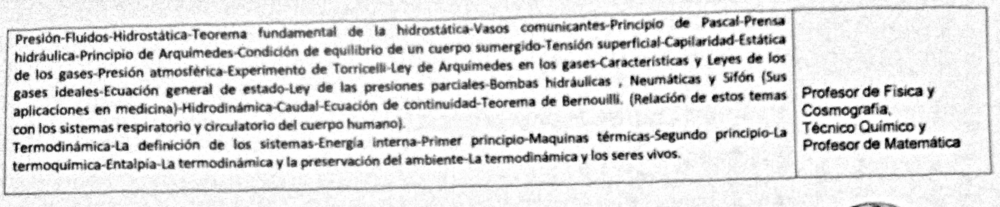 Presión-Fluidos-Hidrostática-Teorema fundamental de la hidrostática-Vasos comunicantes-Principio de Pascal-Prensa
hidráulica-Principio de Arquímedes-Condición de equilibrio de un cuerpo sumergido-Tensión superficial-Capilaridad-Estática
de los gases-Presión atmosférica-Experimento de Torricelli-Ley de Arquímedes en los gases-Características y Leyes de los
gases ideales-Ecuación general de estado-Ley de las presiones parciales-Bombas hidráulicas , Neumáticas y Sifón (Sus
aplicaciones en medicina)-Hidrodinámica-Caudal-Ecuación de continuidad-Teorema de Bernouilli. (Relación de estos temas
con los sistemas respiratorio y circulatorio del cuerpo humano).
Termodinámica-La definición de los sistemas-Energía interna-Primer principio-Maquinas térmicas-Segundo principio-La
termoquímica-Entalpía-La termodinámica y la preservación del ambiente-La termodinámica y los seres vivos.
Profesor de Física y
Cosmografía.
Técnico Químico y
Profesor de Matemática